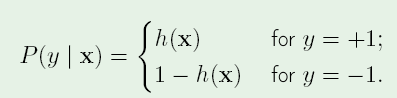 P(y | x) = { h(x) for y = +1;
1 − h(x) for y = −1.